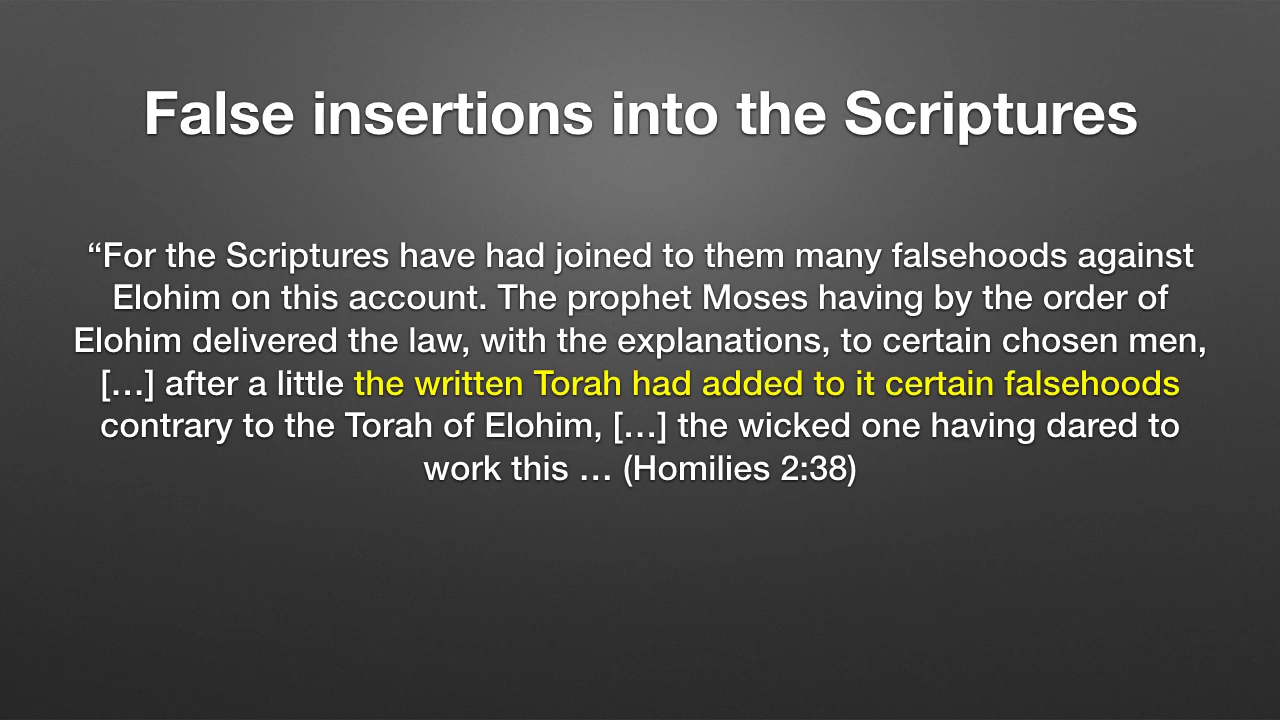 False insertions into the Scriptures
“For the Scriptures have had joined to them many falsehoods against
Elohim on this account. The prophet Moses having by the order of
Elohim delivered the law, with the explanations, to certain chosen men,
[…] after a little the written Torah had added to it certain falsehoods
contrary to the Torah of Elohim, […] the wicked one having dared to
work this … (Homilies 2:38)